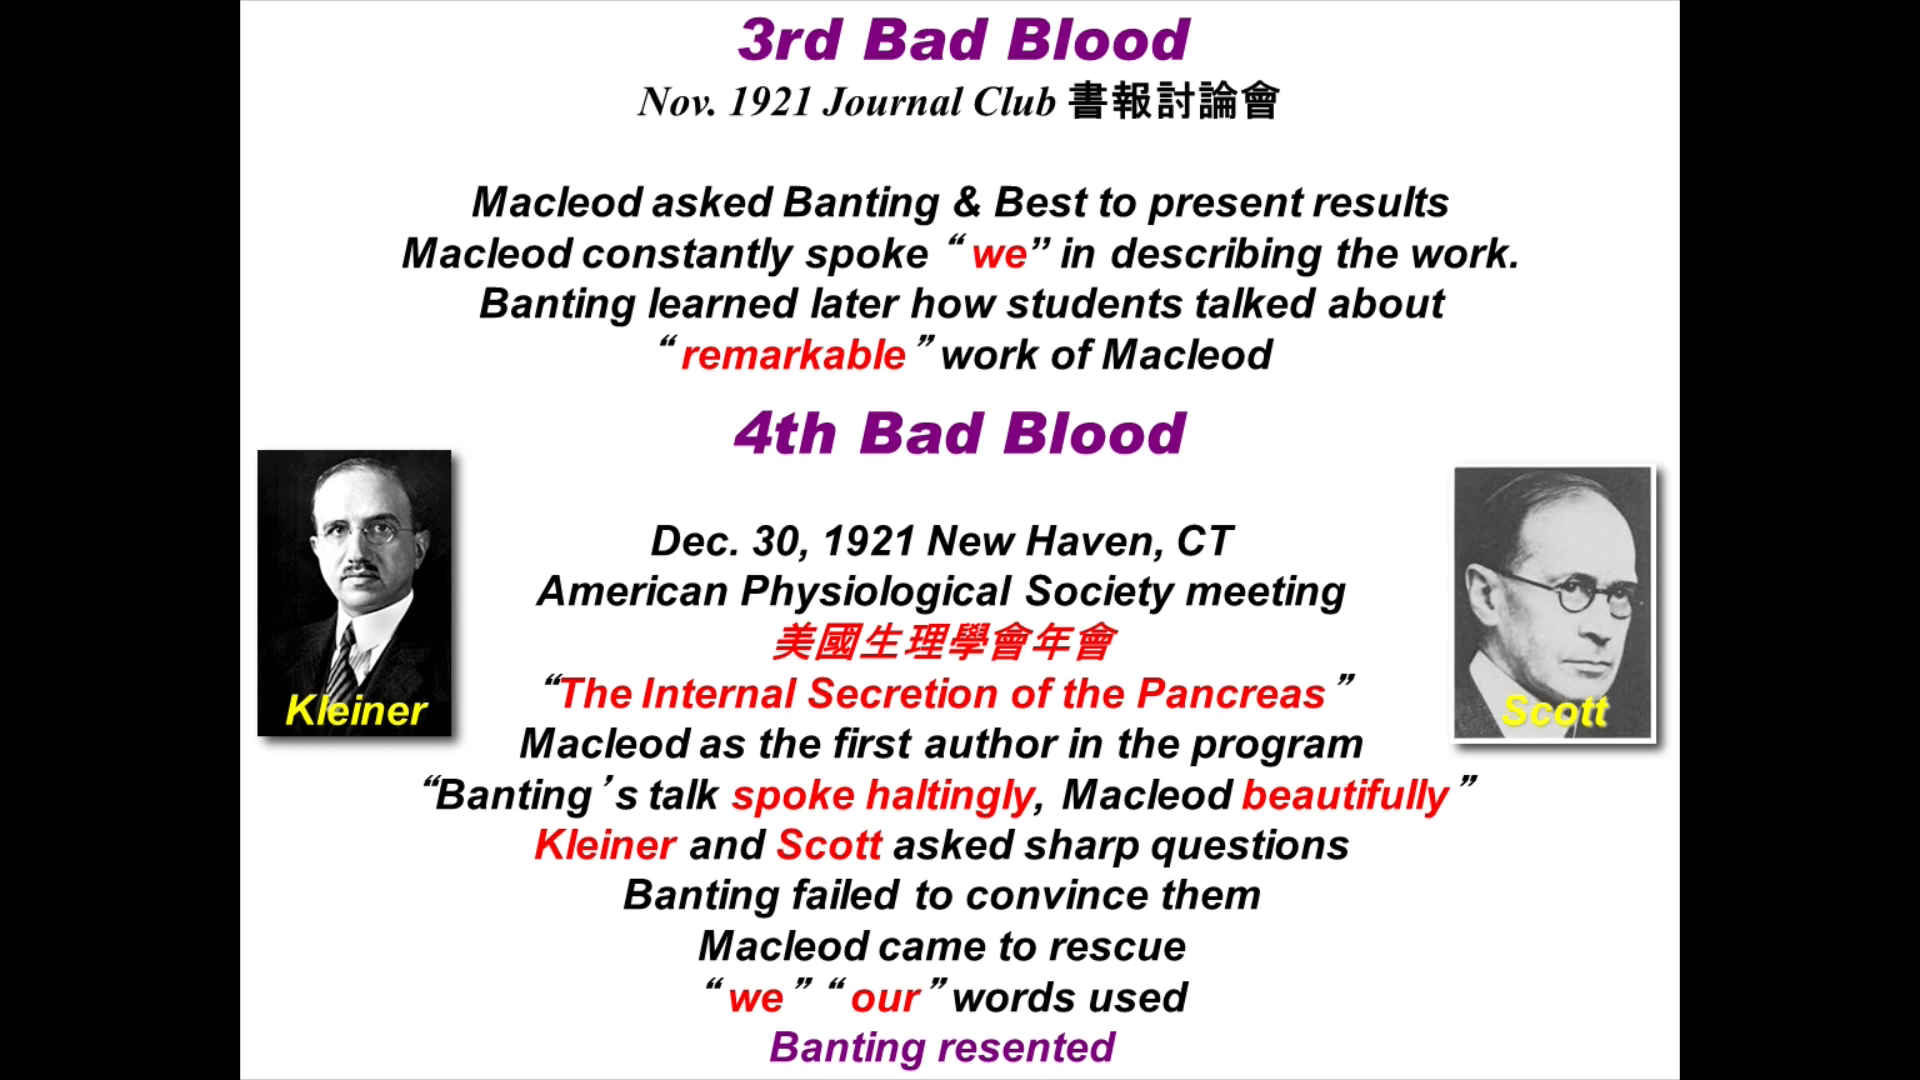 3rd Bad Blood
Nov. 1921 Journal Club 書報討論會
Macleod asked Banting & Best to present results
Macleod constantly spoke “we” in describing the work.
Banting learned later how students talked about
“remarkable” work of Macleod
4th Bad Blood
Dec. 30, 1921 New Haven, CT
American Physiological Society meeting
美國生理學會年會
“The Internal Secretion of the Pancreas”
Macleod as the first author in the program
“Banting’s talk spoke haltingly, Macleod beautifully”
Kleiner and Scott asked sharp questions
Banting failed to convince them
Macleod came to rescue
“we” “our” words used
Banting resented
Kleiner
Scott